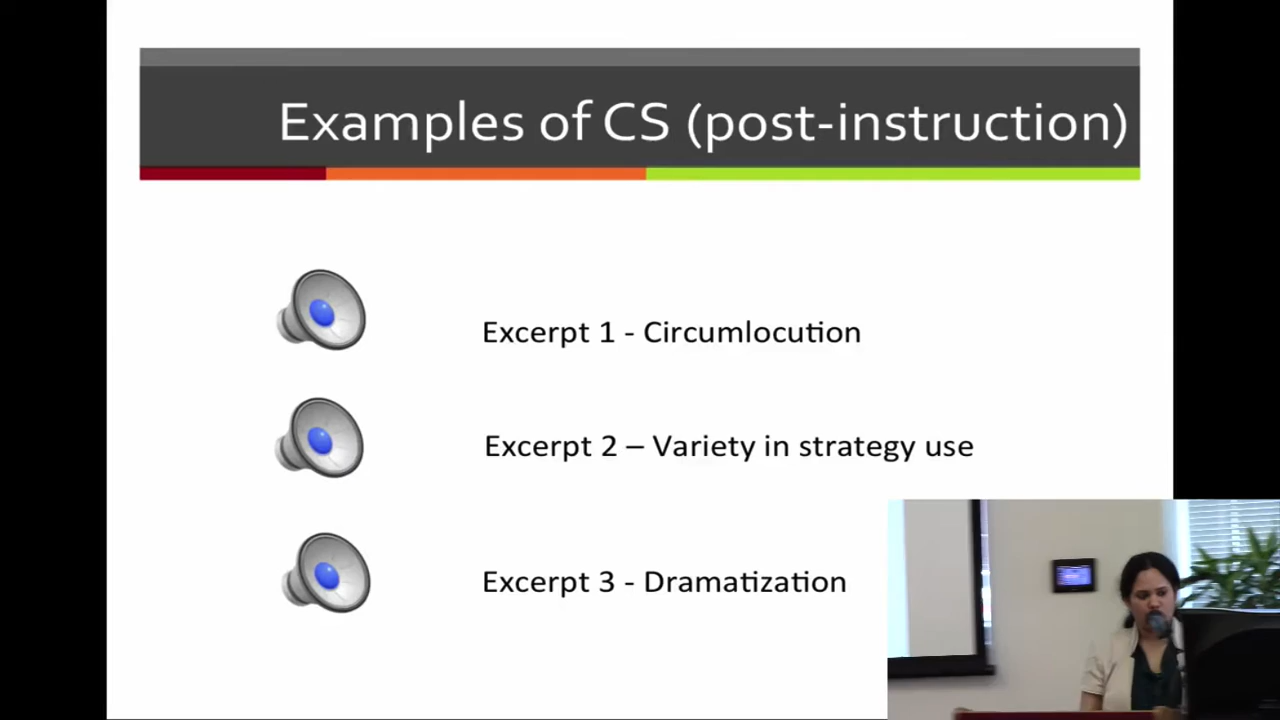 Examples of CS (post-instruction)
Excerpt 1 - Circumlocution
Excerpt 2 – Variety in strategy use
Excerpt 3 - Dramatization